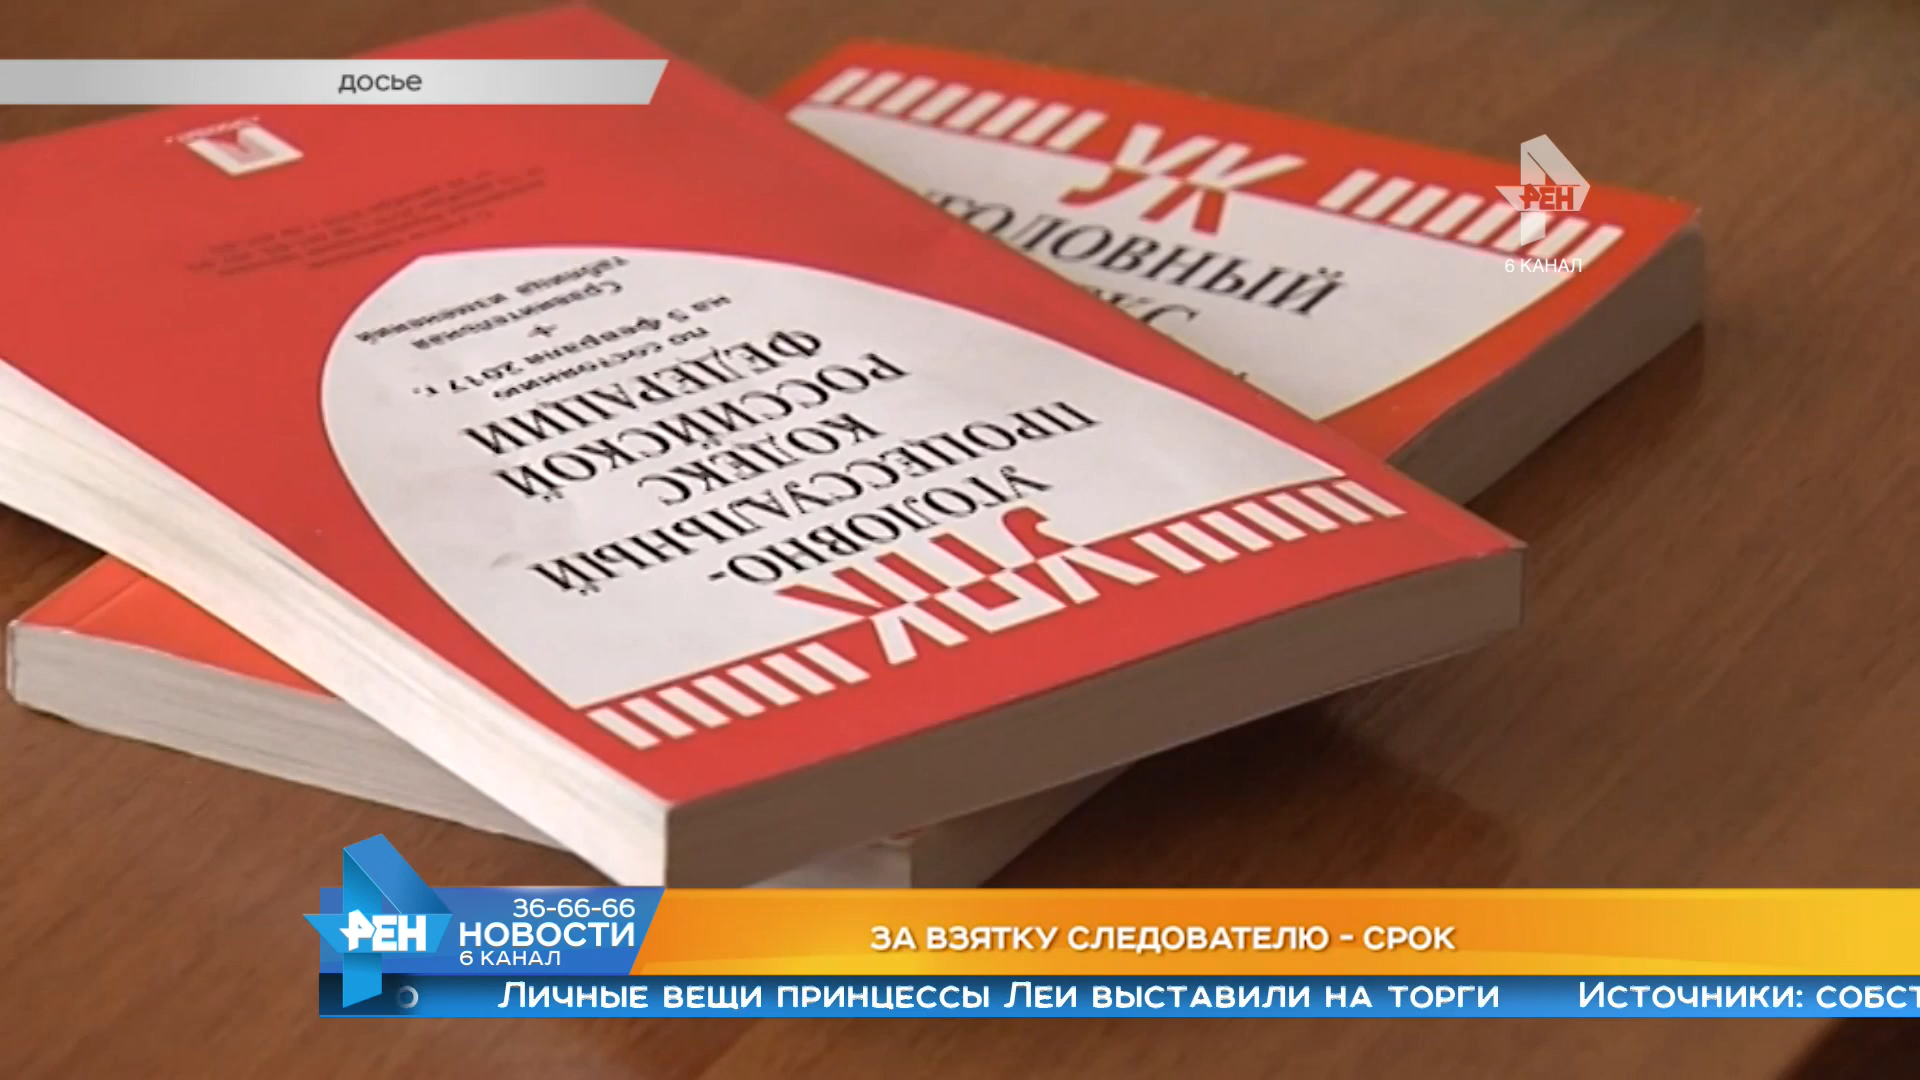 досье
УК
УГОЛОВНЫЙ
РЕН
6 КАНАЛ
УПК
УГОЛОВНО-
ПРОЦЕССУАЛЬНЫЙ
КОДЕКС
РОССИЙСКОЙ
ФЕДЕРАЦИИ
по состоянию
на 5 февраля 2017 г.
+
Сравнительная
таблица изменений
36-66-66
РЕН
НОВОСТИ
6 КАНАЛ
ЗА ВЗЯТКУ СЛЕДОВАТЕЛЮ - СРОК
Личные вещи принцессы Леи выставили на торги Источники: собст